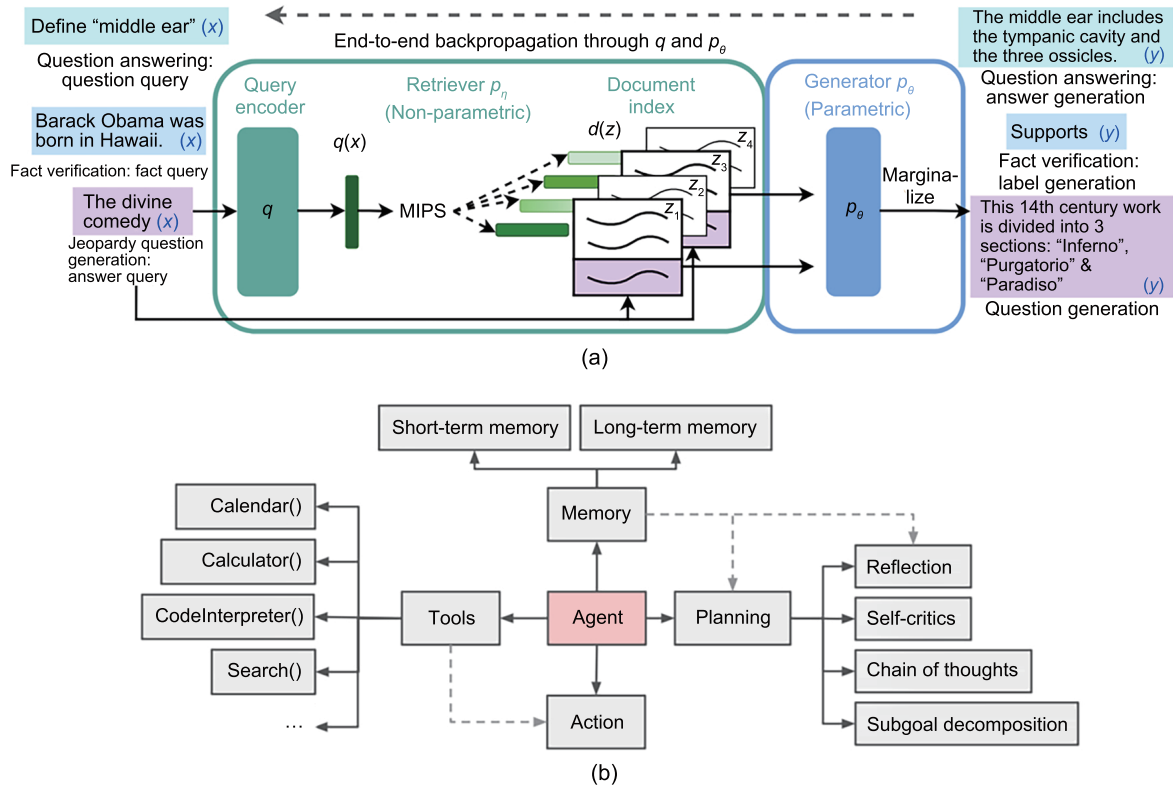 Define “middle ear” (x)
Question answering:
question query
Barack Obama was
born in Hawaii. (x)
Fact verification: fact query
The divine
comedy (x)
Jeopardy question
generation:
answer query
End-to-end backpropagation through q and pθ
Query
encoder
q
q(x)
Retriever pη
(Non-parametric)
MIPS
Document
index
d(z)
z4
z3
z2
z1
Generator pθ
(Parametric)
pθ
Margina-
lize
The middle ear includes
the tympanic cavity and
the three ossicles. (y)
Question answering:
answer generation
Supports (y)
Fact verification:
label generation
This 14th century work
is divided into 3
sections: “Inferno”,
“Purgatorio” &
“Paradiso” (y)
Question generation
(a)
Short-term memory
Long-term memory
Memory
Calendar()
Calculator()
CodeInterpreter()
Search()
...
Tools
Agent
Planning
Action
Reflection
Self-critics
Chain of thoughts
Subgoal decomposition
(b)